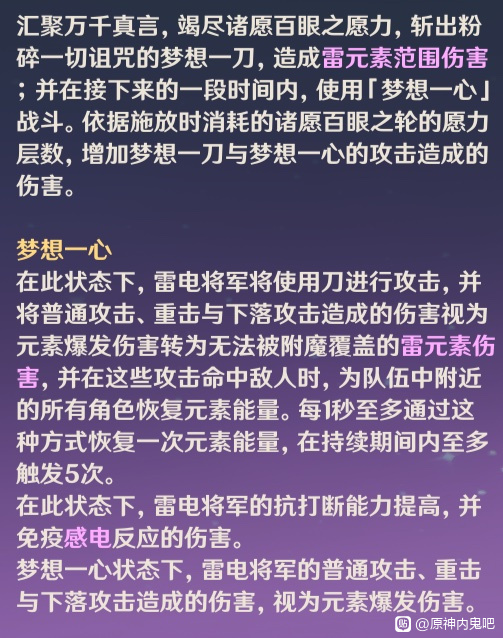 汇聚万千真言，竭尽诸愿百眼之愿力，斩出粉
碎一切诅咒的梦想一刀，造成雷元素范围伤害
；并在接下来的一段时间内，使用「梦想一心」
战斗。依据施放时消耗的诸愿百眼之轮的愿力
层数，增加梦想一刀与梦想一心的攻击造成的
伤害。
梦想一心
在此状态下，雷电将军将使用刀进行攻击，并
将普通攻击、重击与下落攻击造成的伤害视为
元素爆发伤害转为无法被附魔覆盖的雷元素伤
害，并在这些攻击命中敌人时，为队伍中附近
的所有角色恢复元素能量。每1秒至多通过这
种方式恢复一次元素能量，在持续期间内至多
触发5次。
在此状态下，雷电将军的抗打断能力提高，并
免疫感电反应的伤害。
梦想一心状态下，雷电将军的普通攻击、重击
与下落攻击造成的伤害，视为元素爆发伤害。
贴 @原神内鬼吧